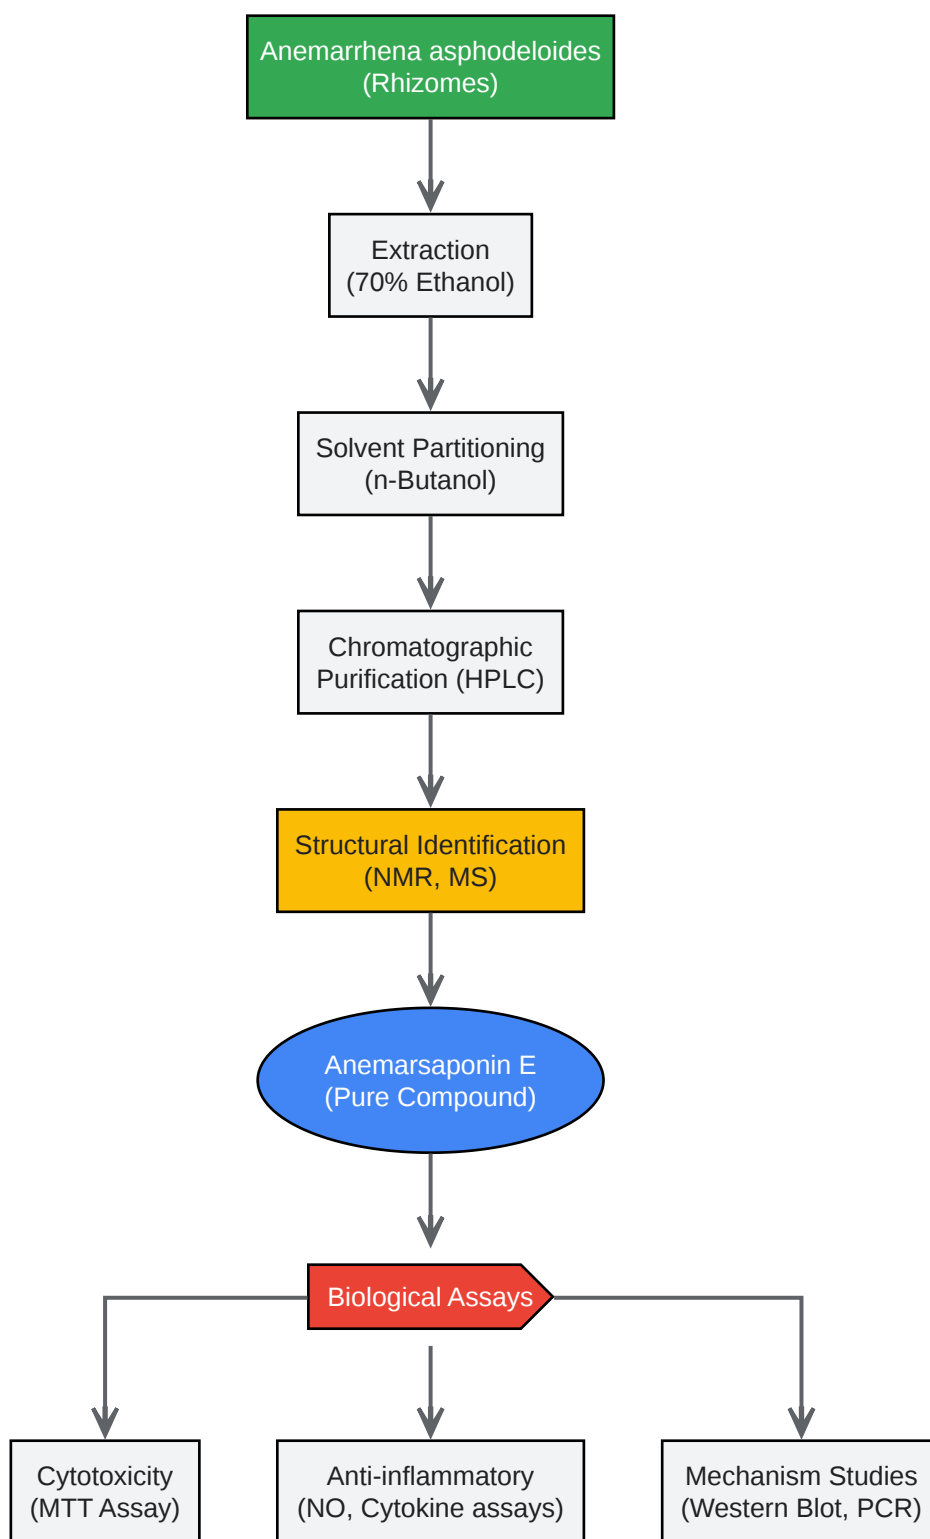 Anemarrhena asphodeloides
(Rhizomes)
Extraction
(70% Ethanol)
Solvent Partitioning
(n-Butanol)
Chromatographic
Purification (HPLC)
Structural Identification
(NMR, MS)
Anemarsaponin E
(Pure Compound)
Biological Assays
Cytotoxicity
(MTT Assay)
Anti-inflammatory
(NO, Cytokine assays)
Mechanism Studies
(Western Blot, PCR)